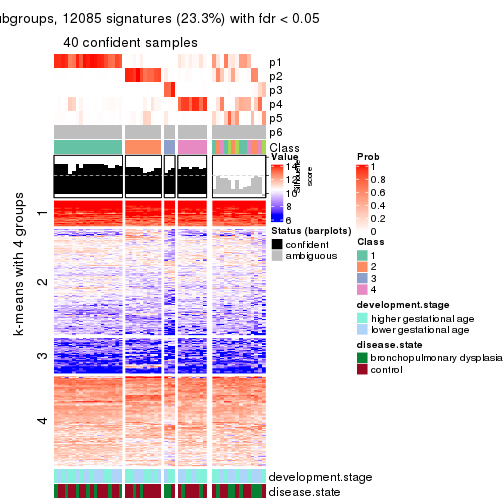 ubgroups, 12085 signatures (23.3%) with fdr < 0.05
40 confident samples
p1
p2
p3
p4
p5
p6
Class
Silhouette
score
k-means with 4 groups
1
2
3
4
Value
14
12
10
8
6
Status (barplots)
confident
ambiguous
Prob
1
0.8
0.6
0.4
0.2
0
Class
1
2
3
4
development.stage
higher gestational age
lower gestational age
disease.state
bronchopulmonary dysplasia
control
development.stage
disease.state